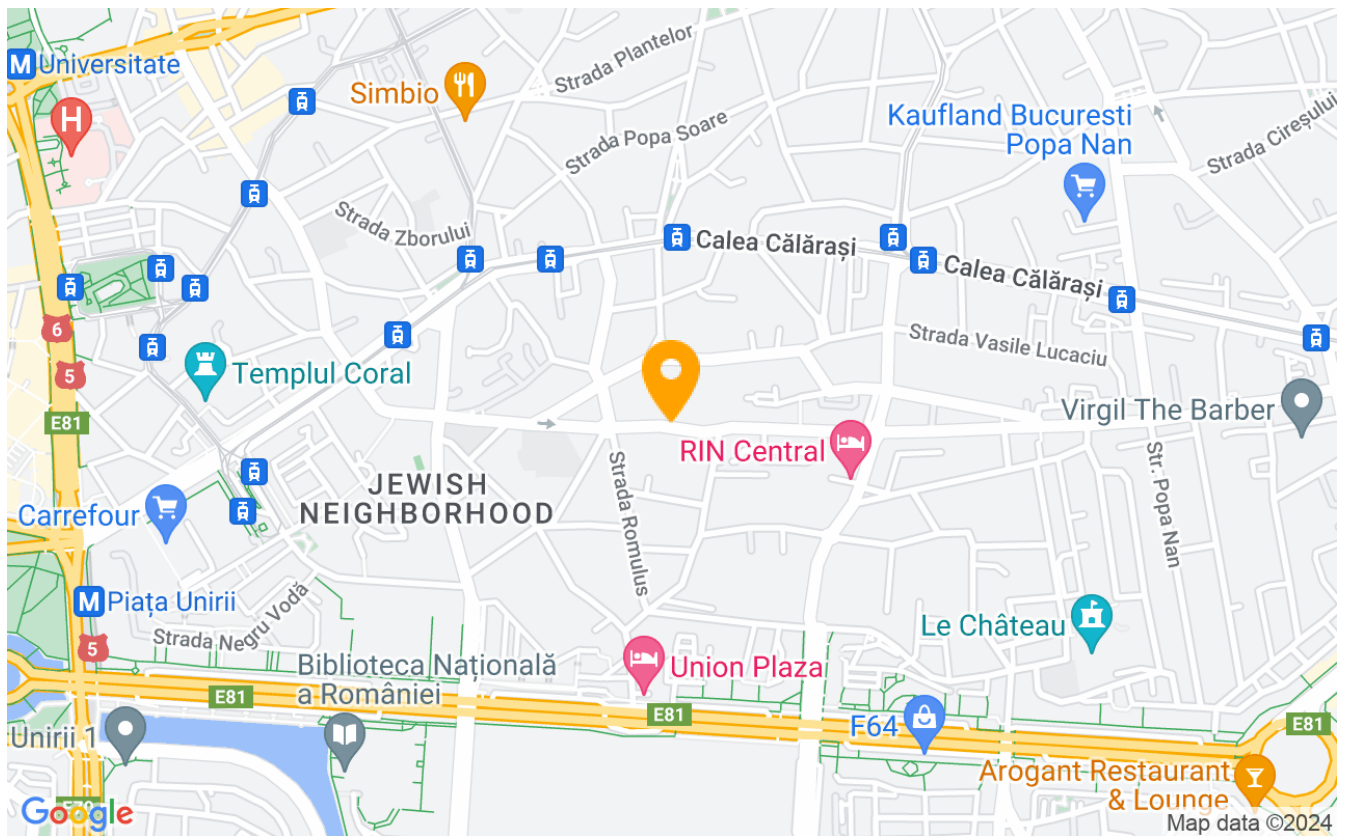 Universitate
H
Simbio
Strada Plantelor
Strada Popa Soare
Kaufland Bucuresti
Popa Nan
Strada Cireșului
Strada Zborului
Calea Călărași
Calea Călărași
6
5
E81
Templul Coral
Strada Vasile Lucaciu
Virgil The Barber
RIN Central
JEWISH
NEIGHBORHOOD
Strada Romulus
Str. Popa Nan
Carrefour
M Piața Unirii
Strada Negru Vodă
5
Le Château
Biblioteca Națională
a României
E81
Union Plaza
E81
F64
E81
Unirii 1
Arogant Restaurant
& Lounge
Google
Map data ©2024